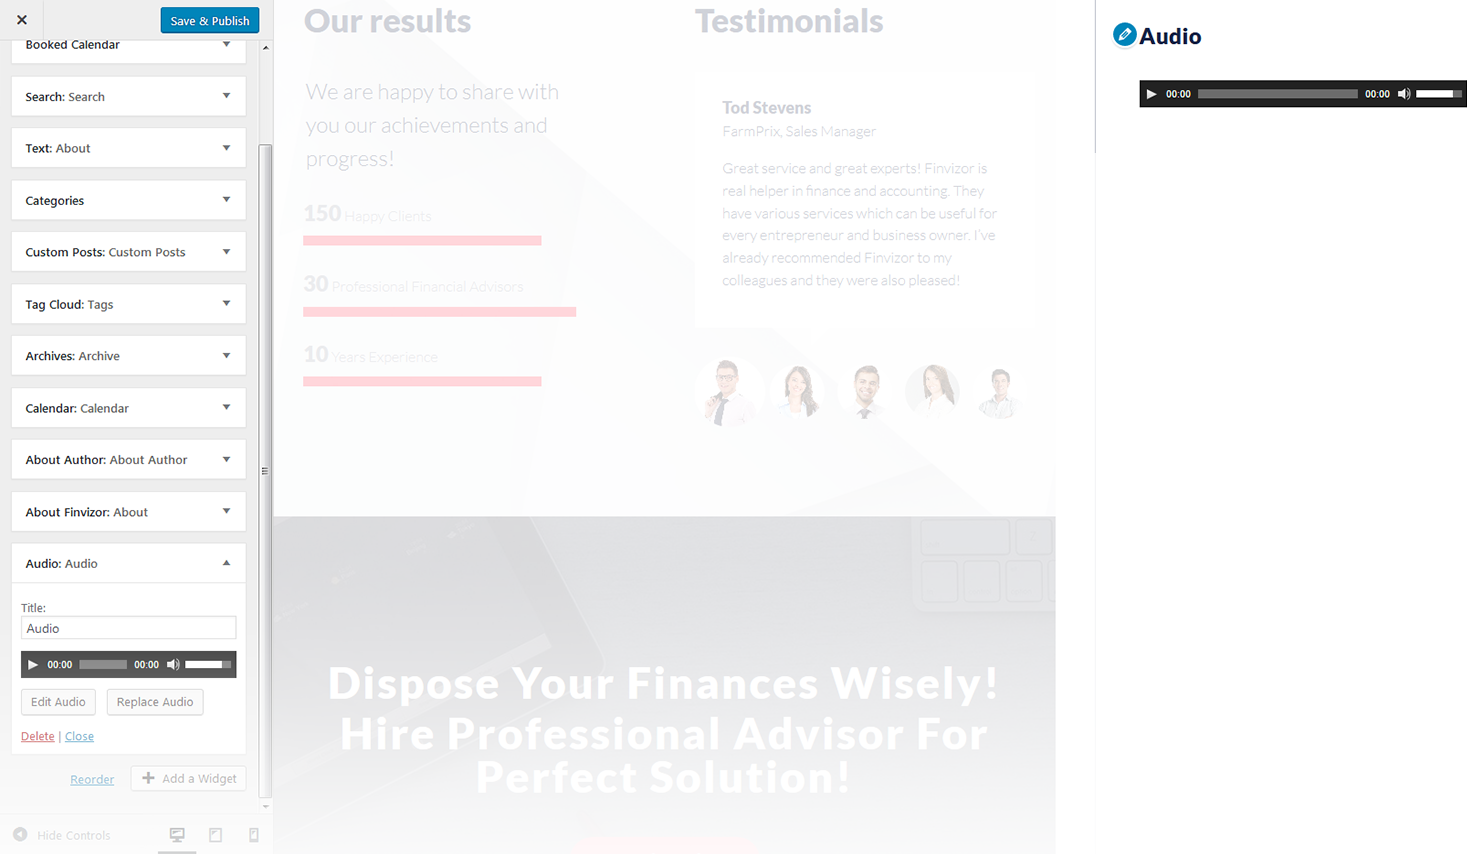 Save & Publish
Booked Calendar
Search: Search
Text: About
Categories
Custom Posts: Custom Posts
Tag Cloud: Tags
Archives: Archive
Calendar: Calendar
About Author: About Author
About Finvizor: About
Audio: Audio
Title:
Audio
00:00 00:00
Edit Audio Replace Audio
Delete | Close
Reorder Add a Widget
Hide Controls
Our results
We are happy to share with
you our achievements and
progress!
150 Happy Clients
30 Professional Financial Advisors
10 Years Experience
Testimonials
Tod Stevens
FarmPrix, Sales Manager
Great service and great experts! Finvizor is
real helper in finance and accounting. They
have various services which can be useful for
every entrepreneur and business owner. I've
already recommended Finvizor to my
colleagues and they were also pleased!
Dispose Your Finances Wisely!
Hire Professional Advisor For
Perfect Solution!
Audio
00:00 00:00